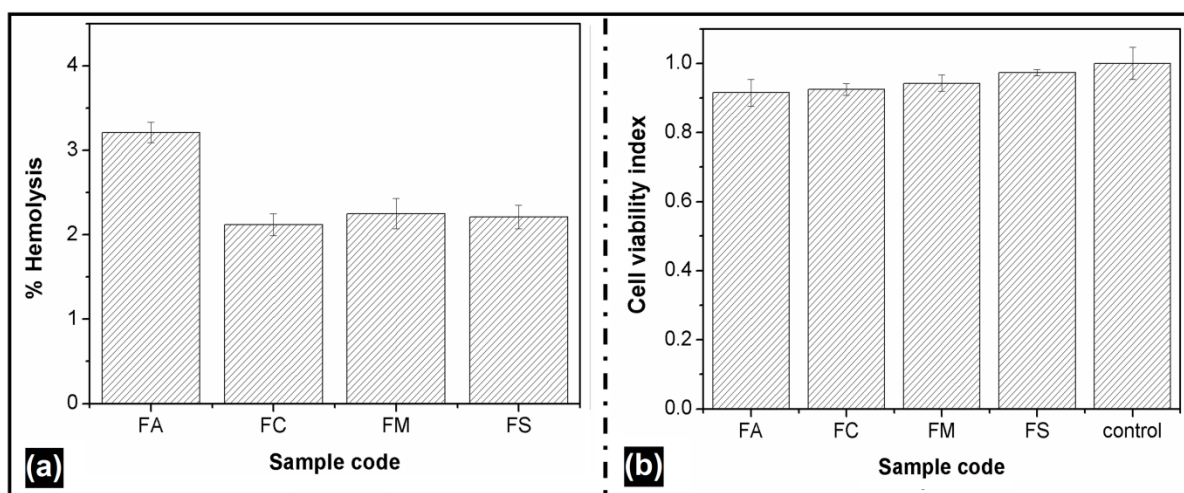 % Hemolysis
4
3
2
1
0
FA FC FM FS
Sample code
(a)
Cell viability index
1.0
0.8
0.6
0.4
0.2
0.0
FA FC FM FS control
Sample code
(b)